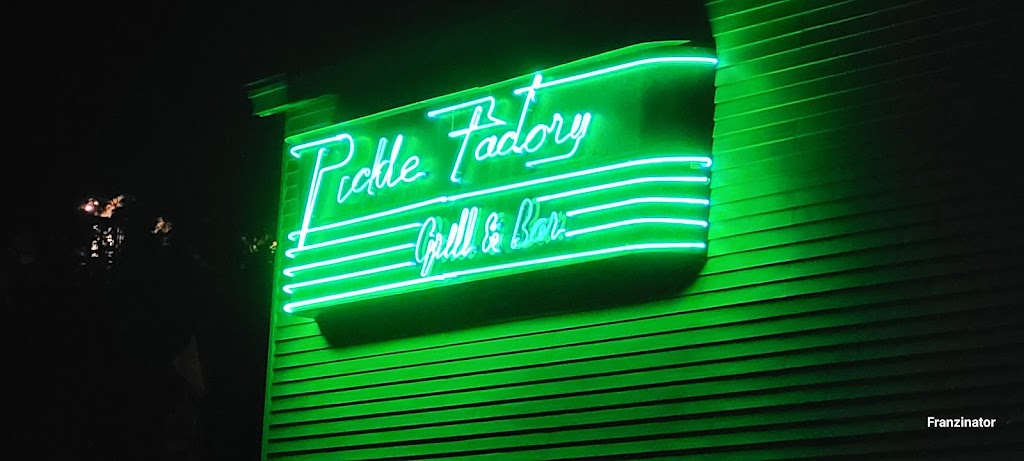 Pickle Factory
Grill & Bar
Franzinator